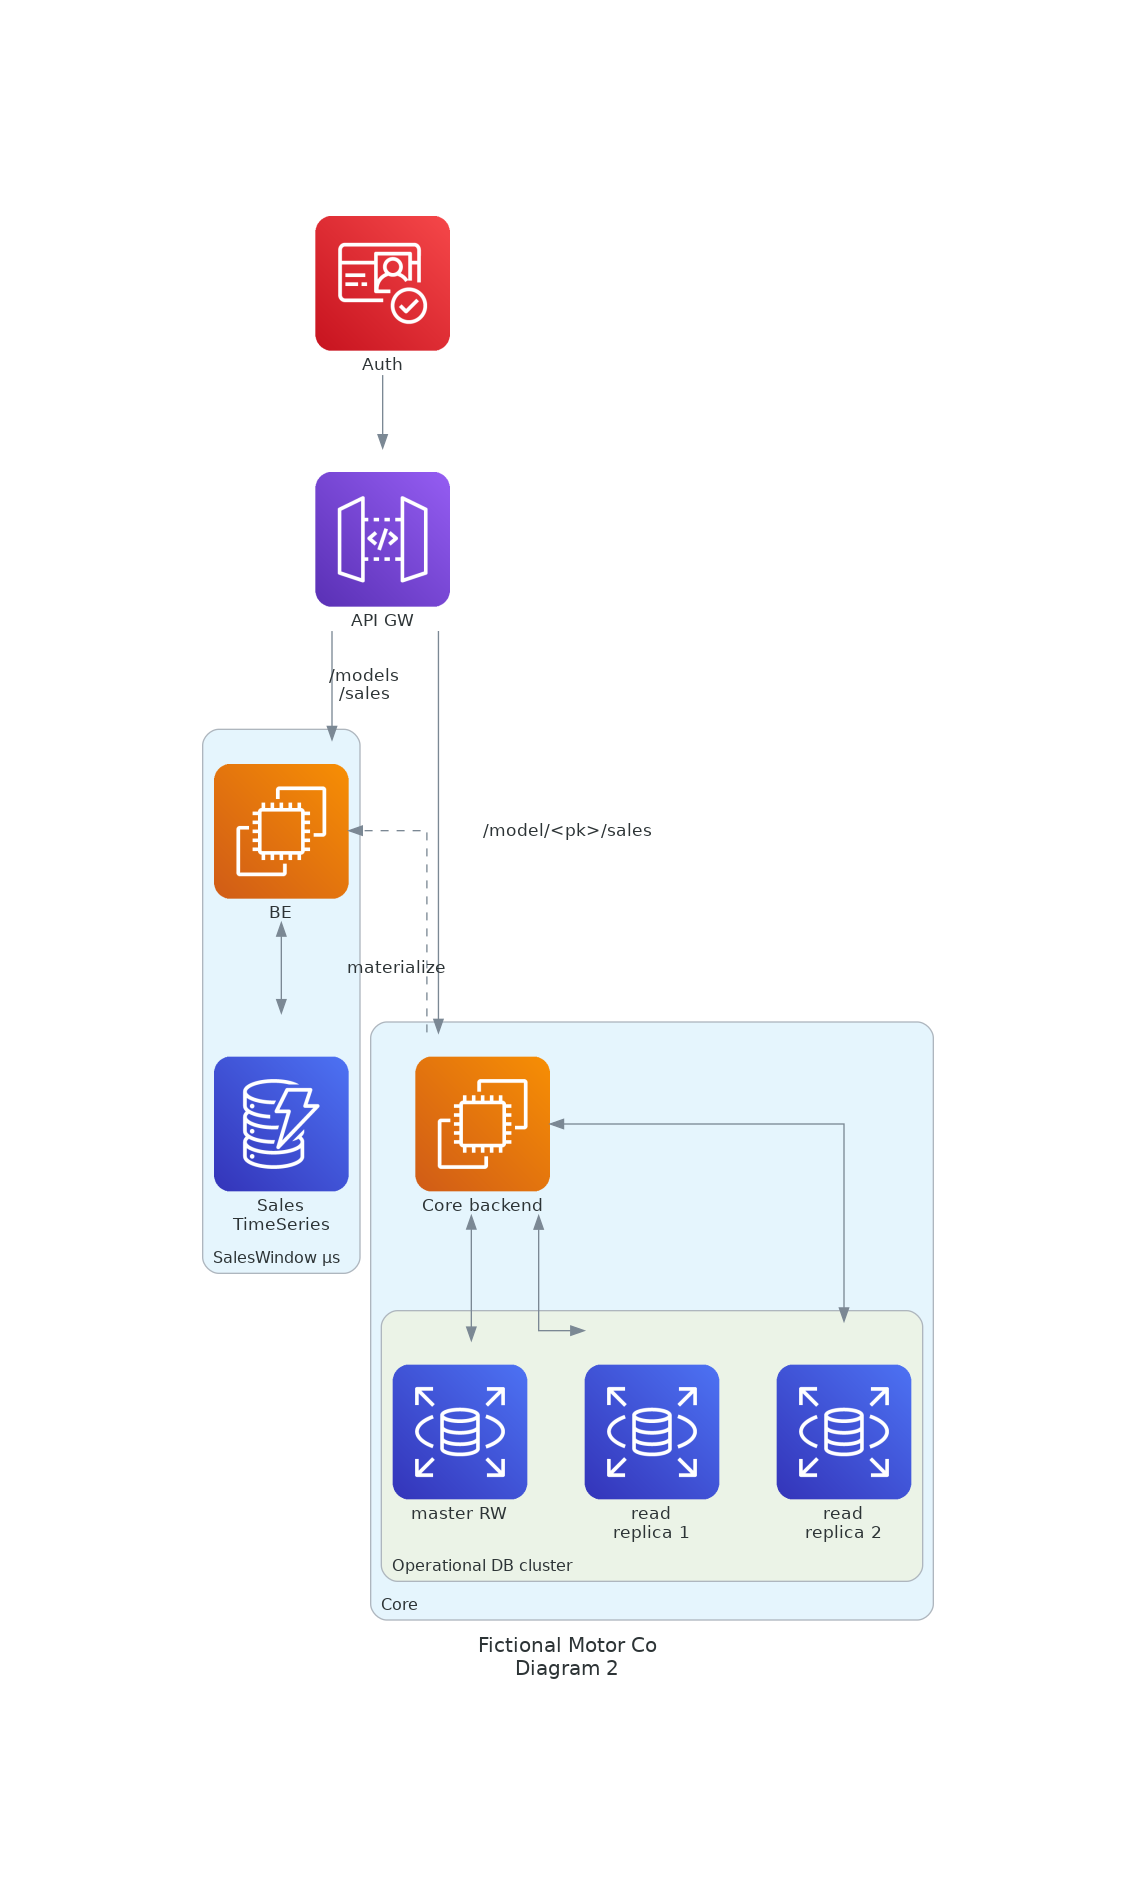 Auth
API GW
/models
/sales
/model/<pk>/sales
BE
materialize
Sales
TimeSeries
SalesWindow µs
Core backend
master RW
read
replica 1
read
replica 2
Operational DB cluster
Core
Fictional Motor Co
Diagram 2